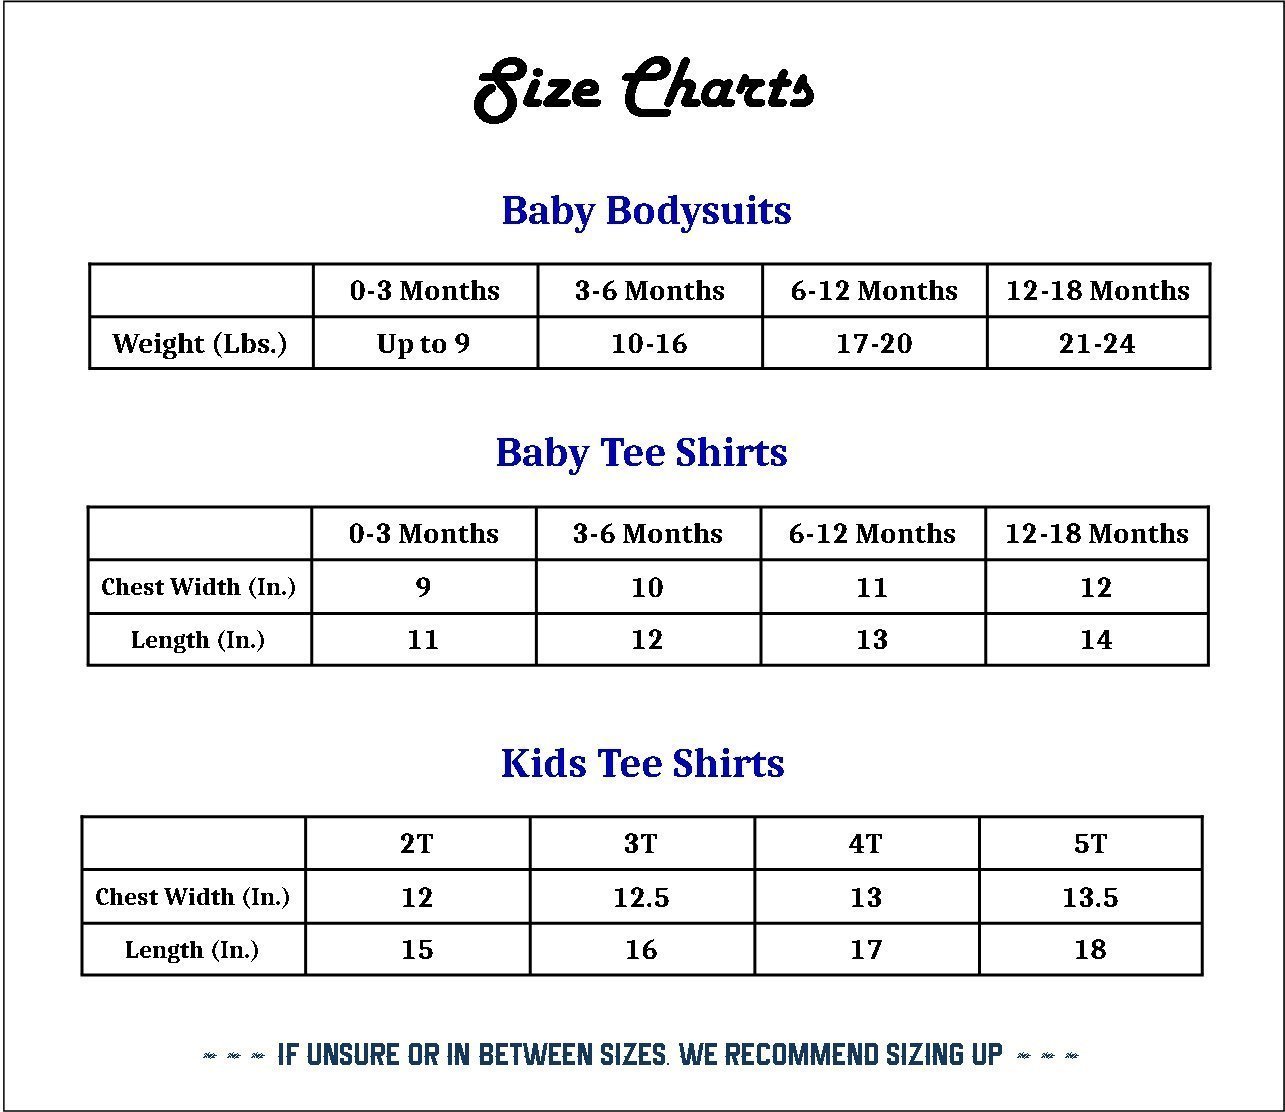 Size Charts
Baby Bodysuits
0-3 Months 3-6 Months 6-12 Months 12-18 Months
Weight (Lbs.) Up to 9 10-16 17-20 21-24
Baby Tee Shirts
0-3 Months 3-6 Months 6-12 Months 12-18 Months
Chest Width (In.) 9 10 11 12
Length (In.) 11 12 13 14
Kids Tee Shirts
2T 3T 4T 5T
Chest Width (In.) 12 12.5 13 13.5
Length (In.) 15 16 17 18
~ ~ ~ IF UNSURE OR IN BETWEEN SIZES, WE RECOMMEND SIZING UP ~ ~ ~